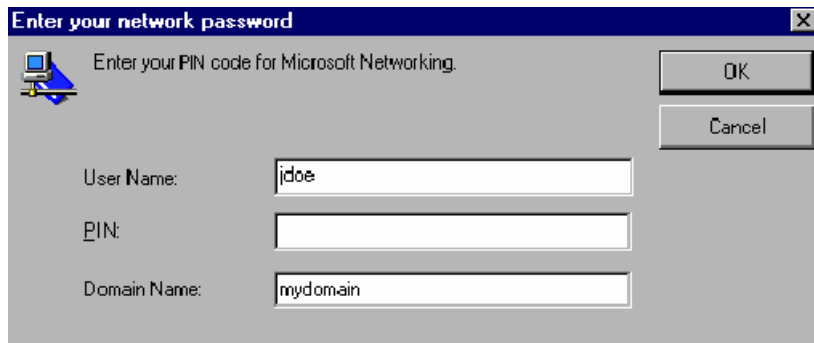 Enter your network password
Enter your PIN code for Microsoft Networking.
OK
Cancel
User Name: jdoe
PIN:
Domain Name: mydomain